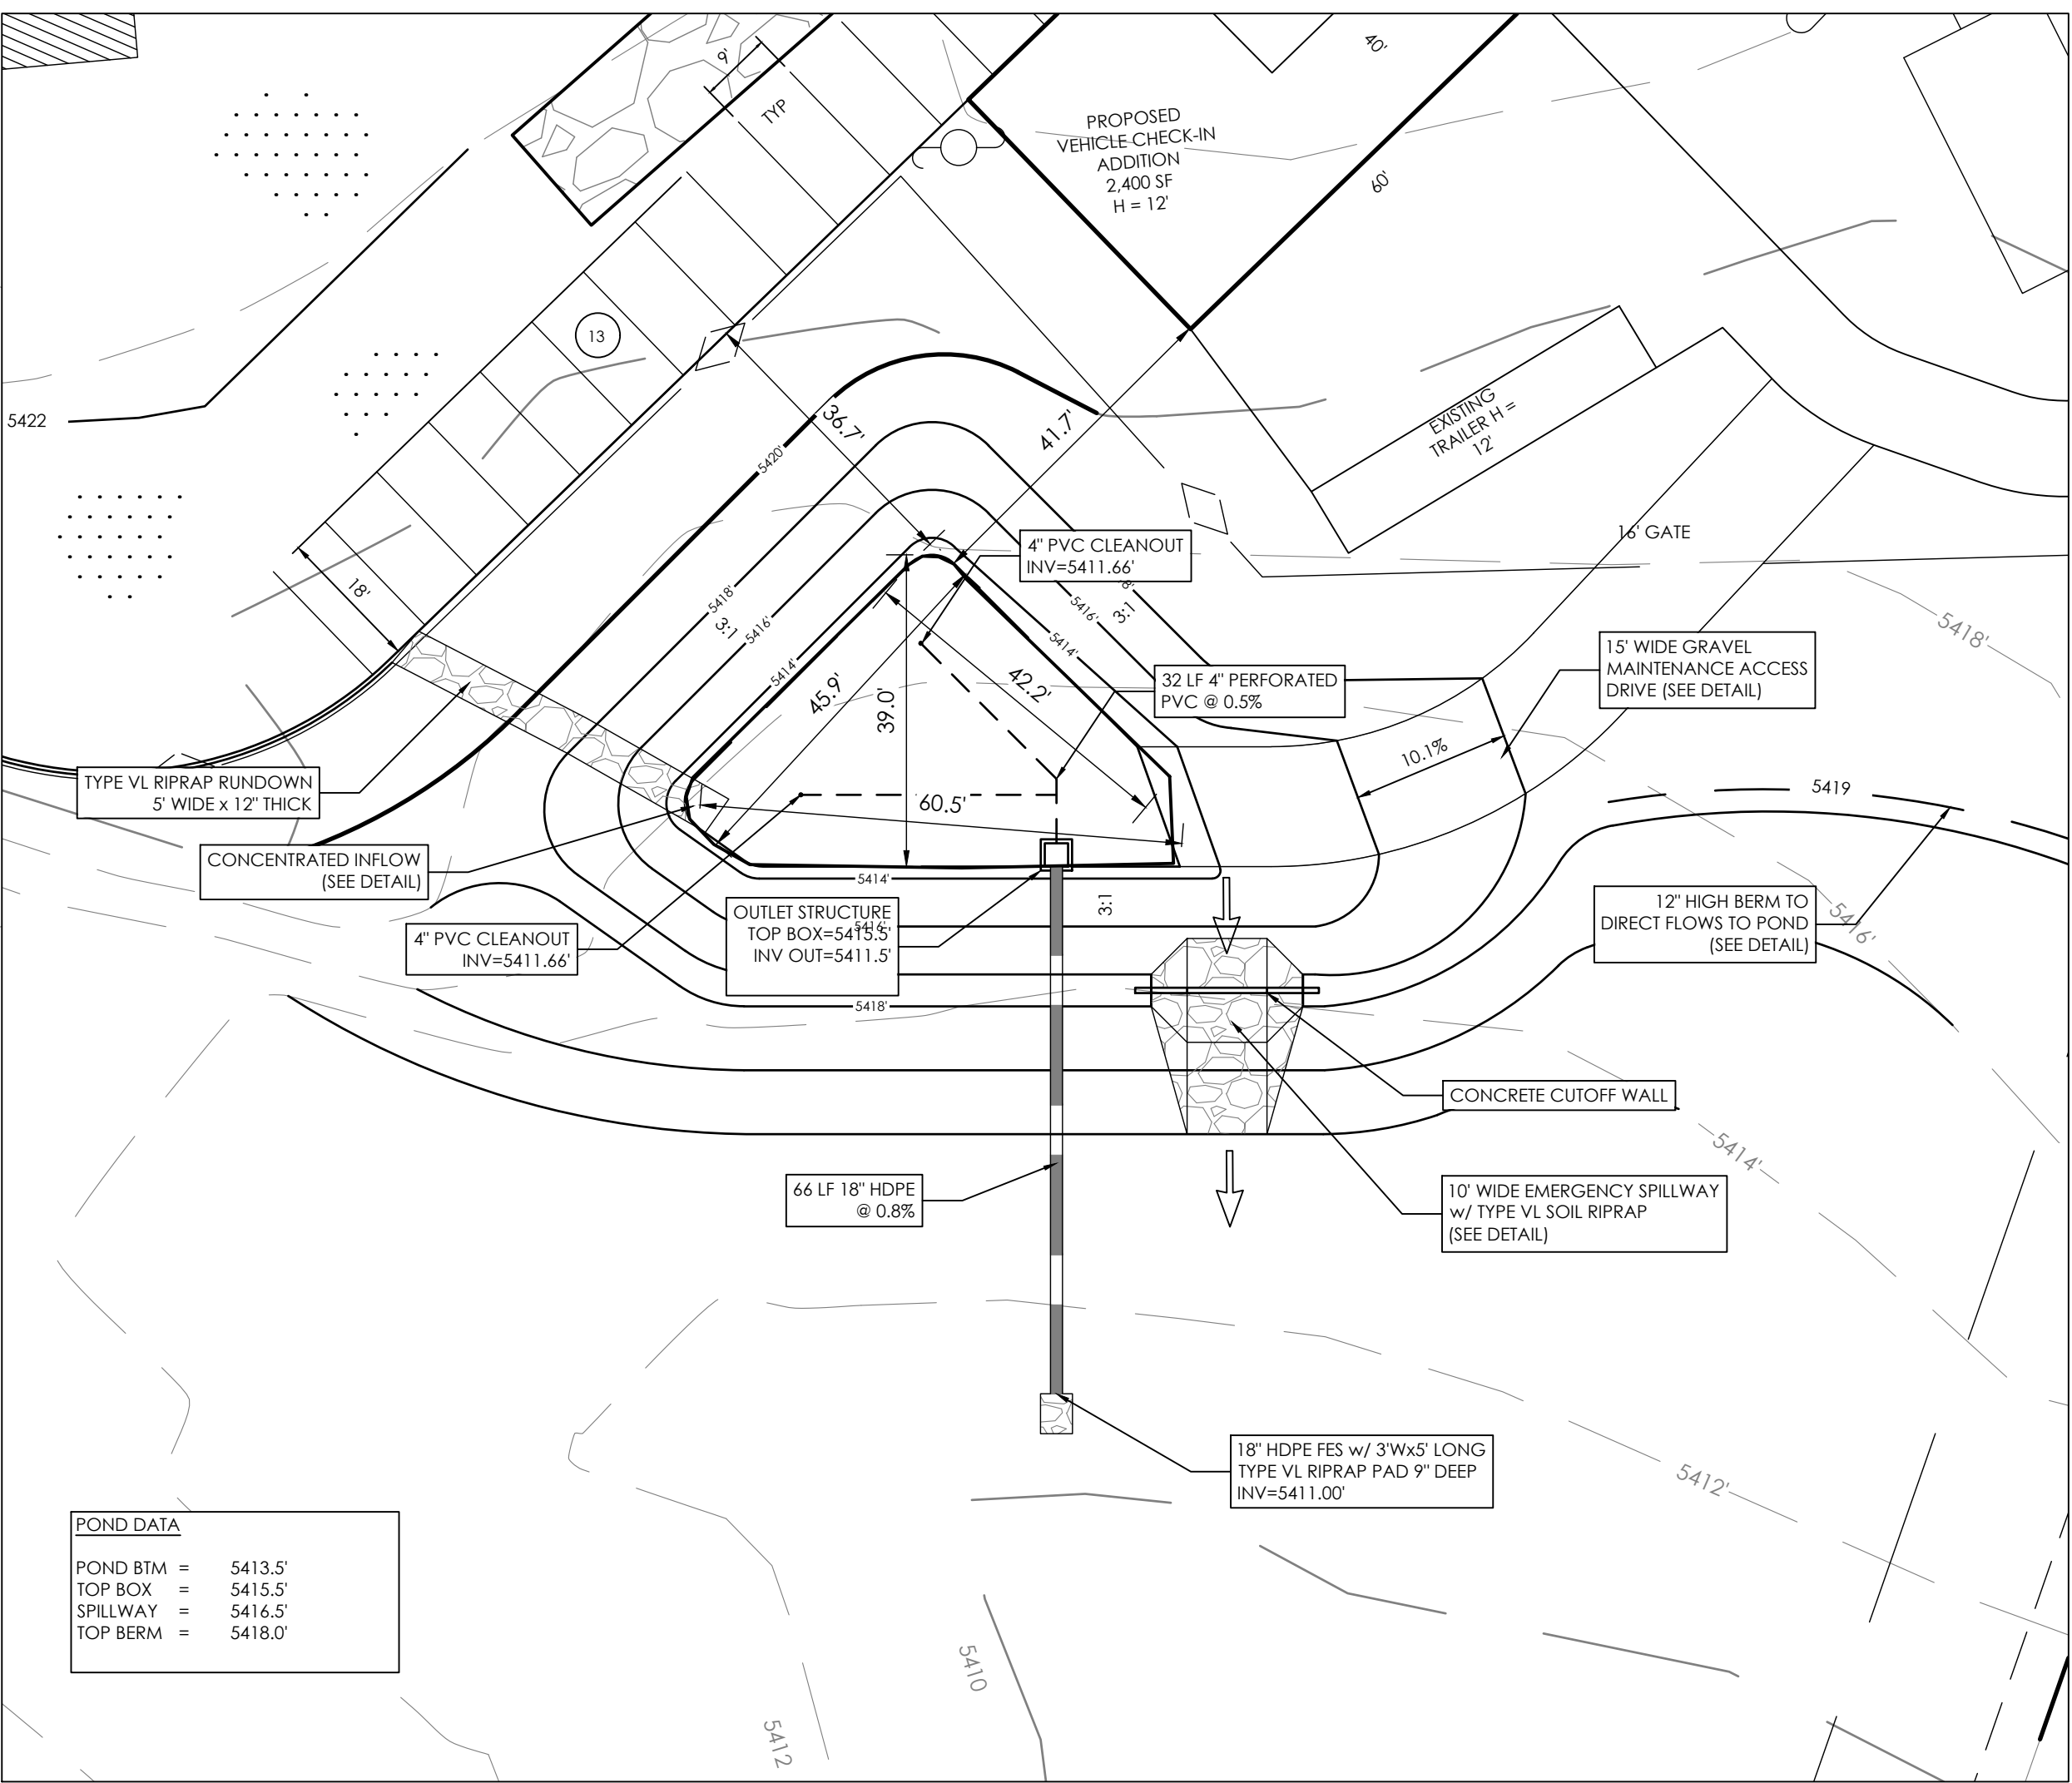 9'
TYP
40'
PROPOSED
VEHICLE CHECK-IN
ADDITION
2,400 SF
H = 12'
60'
13
5422
36.7'
41.7'
EXISTING
TRAILER H =
12'
5420'
16' GATE
4" PVC CLEANOUT
INV=5411.66'
18'
5418'
3:1
5416'
5414'
8'
5416'
3:1
5414'
5418'
15' WIDE GRAVEL
MAINTENANCE ACCESS
DRIVE (SEE DETAIL)
32 LF 4" PERFORATED
PVC @ 0.5%
45.9'
39.0'
42.2'
10.1%
TYPE VL RIPRAP RUNDOWN
5' WIDE x 12" THICK
60.5'
5419
CONCENTRATED INFLOW
(SEE DETAIL)
5414'
3:1
12" HIGH BERM TO
DIRECT FLOWS TO POND
(SEE DETAIL)
5416'
OUTLET STRUCTURE
TOP BOX=5415.5'
INV OUT=5411.5'
5416'
4" PVC CLEANOUT
INV=5411.66'
5418'
CONCRETE CUTOFF WALL
5414'
66 LF 18" HDPE
@ 0.8%
10' WIDE EMERGENCY SPILLWAY
w/ TYPE VL SOIL RIPRAP
(SEE DETAIL)
18" HDPE FES w/ 3'Wx5' LONG
TYPE VL RIPRAP PAD 9" DEEP
INV=5411.00'
5412'
POND DATA
POND BTM = 5413.5'
TOP BOX = 5415.5'
SPILLWAY = 5416.5'
TOP BERM = 5418.0'
5410
5412